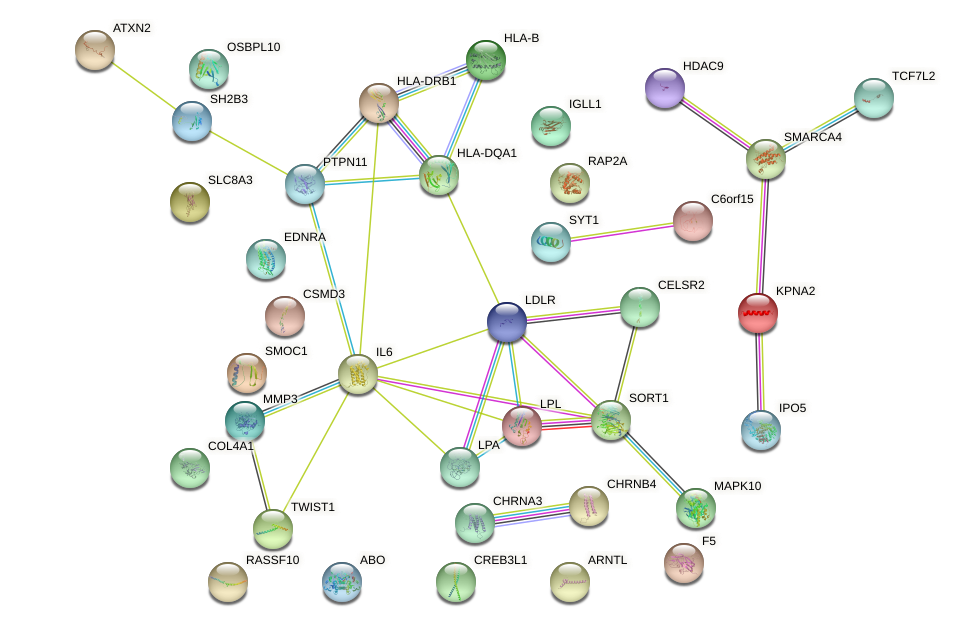 ATXN2
HLA-B
OSBPL10
HDAC9
TCF7L2
HLA-DRB1
SH2B3
IGLL1
SMARCA4
HLA-DQA1
PTPN11
RAP2A
SLC8A3
C6orf15
SYT1
EDNRA
CELSR2
KPNA2
CSMD3
LDLR
SMOC1
IL6
MMP3
SORT1
LPL
IPO5
COL4A1
LPA
CHRNB4
MAPK10
CHRNA3
TWIST1
F5
RASSF10
ABO
CREB3L1
ARNTL